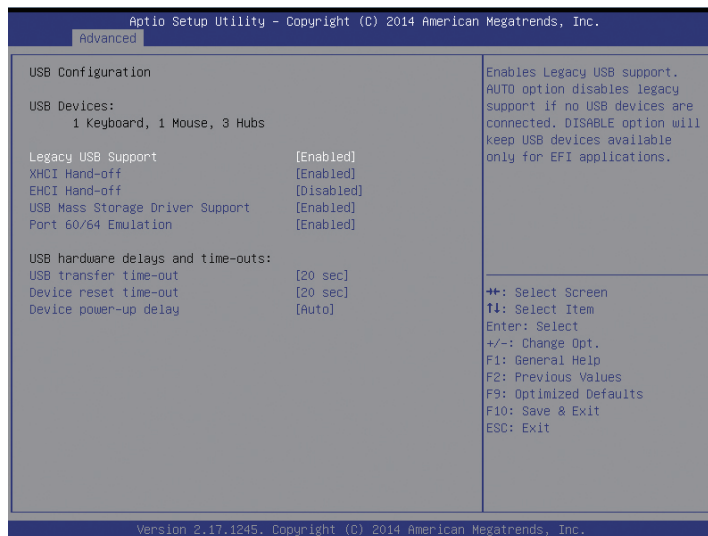 Aptio Setup Utility – Copyright (C) 2014 American Megatrends, Inc.
Advanced
USB Configuration
USB Devices:
1 Keyboard, 1 Mouse, 3 Hubs
Legacy USB Support [Enabled]
XHCI Hand-off [Enabled]
EHCI Hand-off [Disabled]
USB Mass Storage Driver Support [Enabled]
Port 60/64 Emulation [Enabled]
USB hardware delays and time-outs:
USB transfer time-out [20 sec]
Device reset time-out [20 sec]
Device power-up delay [Auto]
Enables Legacy USB support.
AUTO option disables legacy
support if no USB devices are
connected. DISABLE option will
keep USB devices available
only for EFI applications.
→←: Select Screen
↑↓: Select Item
Enter: Select
+/-: Change Opt.
F1: General Help
F2: Previous Values
F9: Optimized Defaults
F10: Save & Exit
ESC: Exit
Version 2.17.1245. Copyright (C) 2014 American Megatrends, Inc.